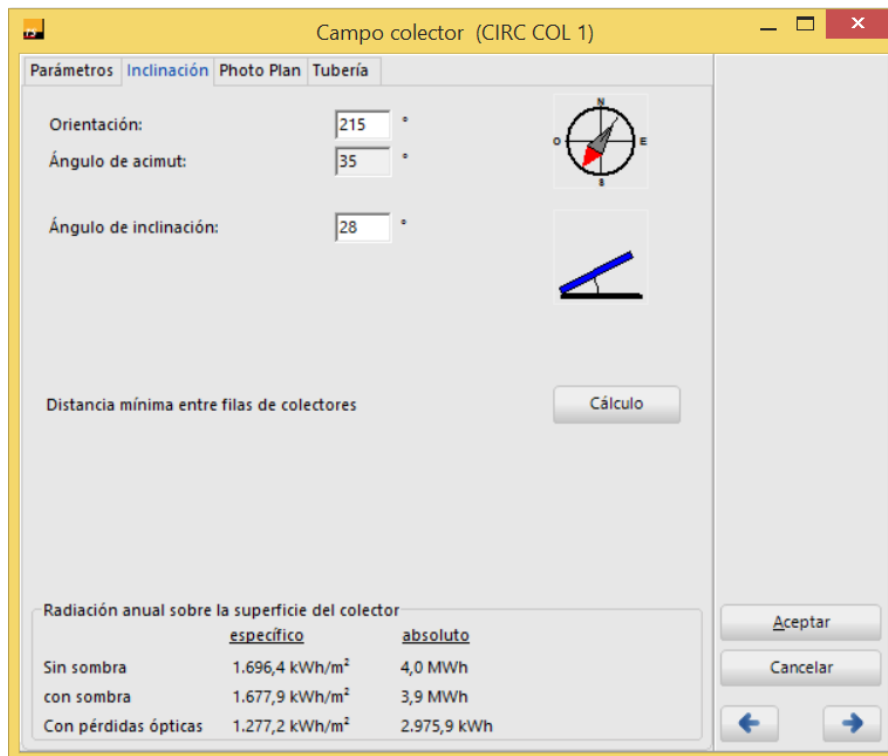 Campo colector (CIRC COL 1)
Parámetros Inclinación Photo Plan Tubería
Orientación: 215 °
Ángulo de acimut: 35 °
N
O E
S
Ángulo de inclinación: 28 °
Distancia mínima entre filas de colectores Cálculo
Radiación anual sobre la superficie del colector
específico absoluto
Sin sombra 1.696,4 kWh/m² 4,0 MWh
con sombra 1.677,9 kWh/m² 3,9 MWh
Con pérdidas ópticas 1.277,2 kWh/m² 2.975,9 kWh
Aceptar
Cancelar